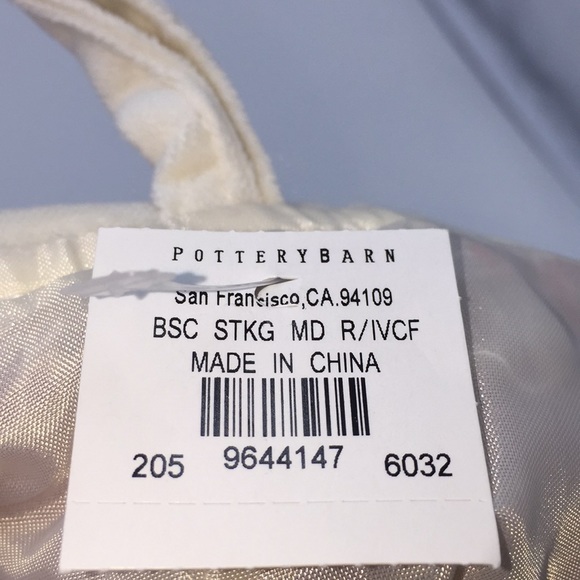 POTTERYBARN
San Francisco,CA.94109
BSC STKG MD R/IVCF
MADE IN CHINA
205 9644147 6032